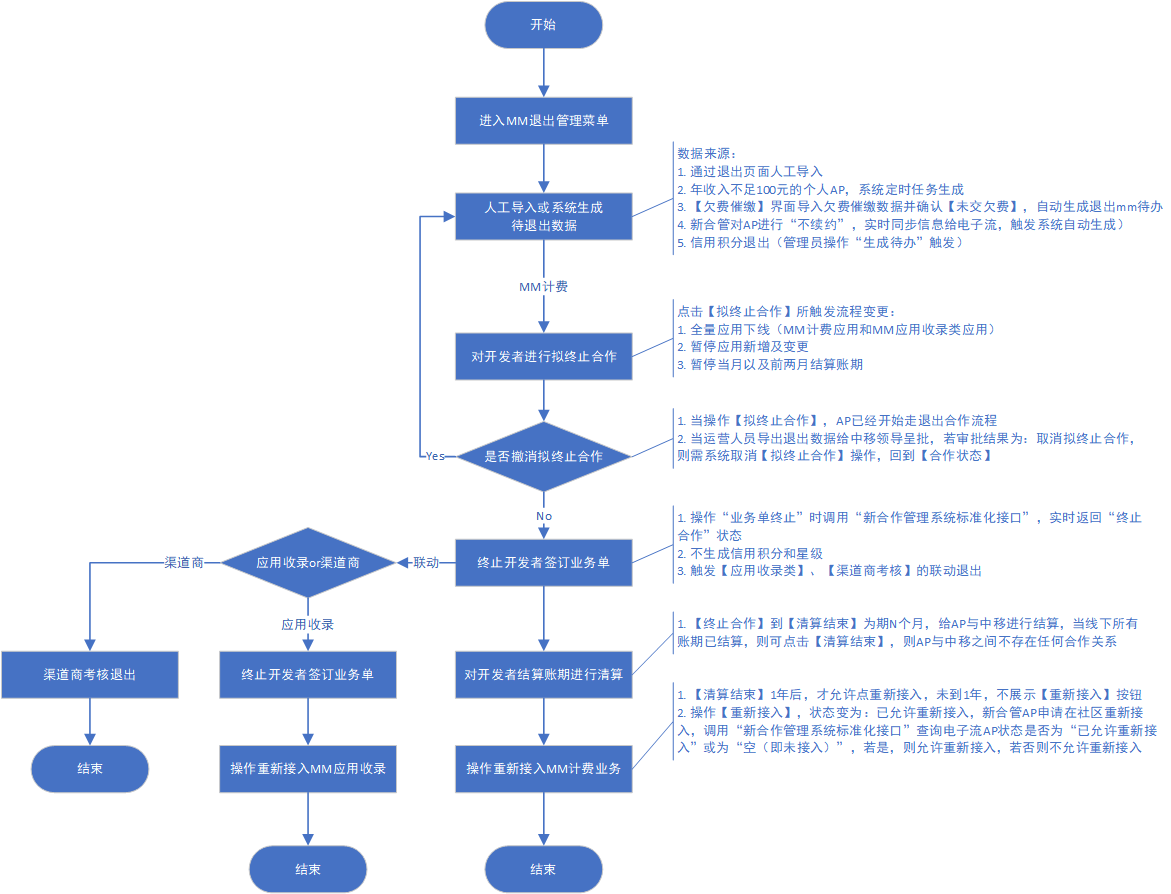 开始
进入MM退出管理菜单
人工导入或系统生成
待退出数据
数据来源：
1. 通过退出页面人工导入
2. 年收入不足100元的个人AP，系统定时任务生成
3. 【欠费催缴】界面导入欠费催缴数据并确认【未交欠费】，自动生成退出mm待办
4. 新合管对AP进行“不续约”，实时同步信息给电子流，触发系统自动生成）
5. 信用积分退出（管理员操作“生成待办”触发）
MM计费
对开发者进行拟终止合作
点击【拟终止合作】所触发流程变更：
1. 全量应用下线（MM计费应用和MM应用收录类应用）
2. 暂停应用新增及变更
3. 暂停当月以及前两月结算账期
是否撤消拟终止合作
Yes
1. 当操作【拟终止合作】，AP已经开始走退出合作流程
2. 当运营人员导出退出数据给中移领导呈批，若审批结果为：取消拟终止合作，
则需系统取消【拟终止合作】操作，回到【合作状态】
No
终止开发者签订业务单
1. 操作“业务单终止”时调用“新合作管理系统标准化接口”，实时返回“终止
合作”状态
2. 不生成信用积分和星级
3. 触发【应用收录类】、【渠道商考核】的联动退出
联动
应用收录or渠道商
渠道商
应用收录
渠道商考核退出
终止开发者签订业务单
对开发者结算账期进行清算
1. 【终止合作】到【清算结束】为期N个月，给AP与中移进行结算，当线下所有
账期已结算，则可点击【清算结束】，则AP与中移之间不存在任何合作关系
结束
操作重新接入MM应用收录
操作重新接入MM计费业务
1. 【清算结束】1年后，才允许点重新接入，未到1年，不展示【重新接入】按钮
2. 操作【重新接入】，状态变为：已允许重新接入，新合管AP申请在社区重新接
入，调用“新合作管理系统标准化接口”查询电子流AP状态是否为“已允许重新接
入”或为“空（即未接入）”，若是，则允许重新接入，若否则不允许重新接入
结束
结束